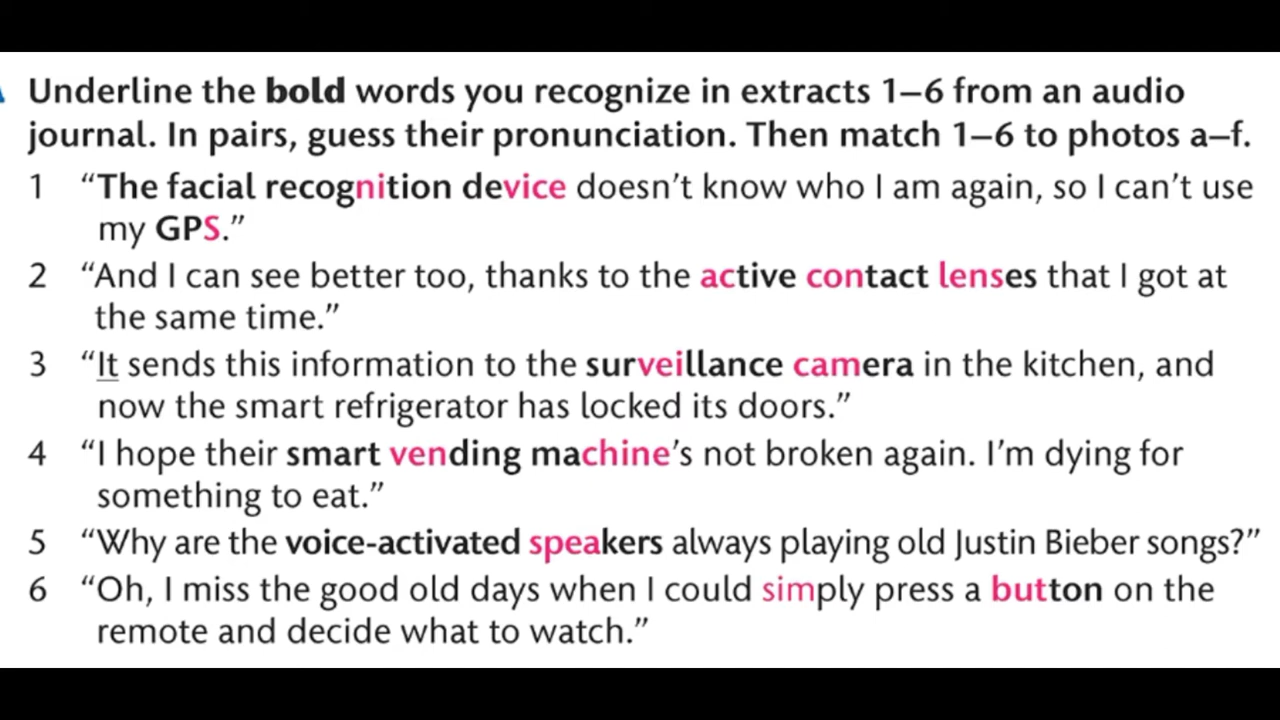 Underline the bold words you recognize in extracts 1–6 from an audio
journal. In pairs, guess their pronunciation. Then match 1–6 to photos a–f.
1 “The facial recognition device doesn’t know who I am again, so I can’t use
my GPS.”
2 “And I can see better too, thanks to the active contact lenses that I got at
the same time.”
3 “It sends this information to the surveillance camera in the kitchen, and
now the smart refrigerator has locked its doors.”
4 “I hope their smart vending machine’s not broken again. I’m dying for
something to eat.”
5 “Why are the voice-activated speakers always playing old Justin Bieber songs?”
6 “Oh, I miss the good old days when I could simply press a button on the
remote and decide what to watch.”